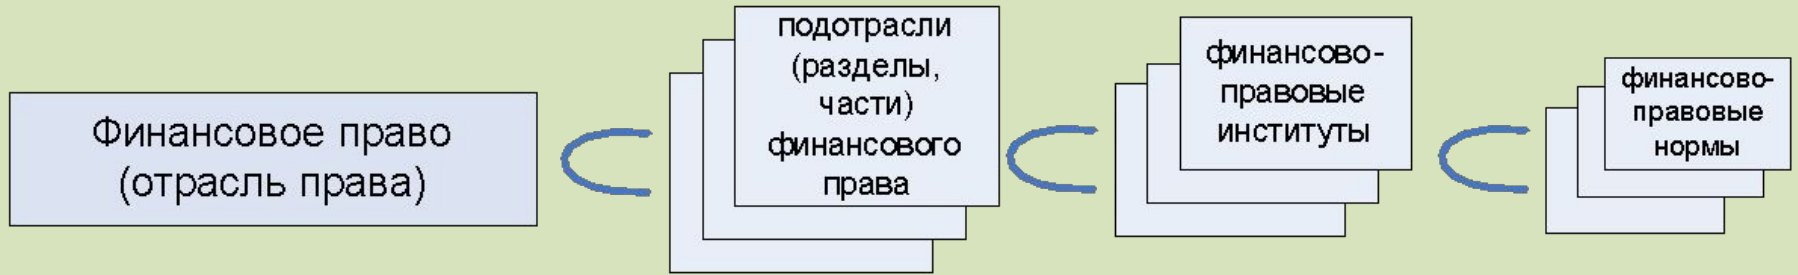 Финансовое право
(отрасль права)
подотрасли
(разделы,
части)
финансового
права
финансово-
правовые
институты
финансово-
правовые
нормы